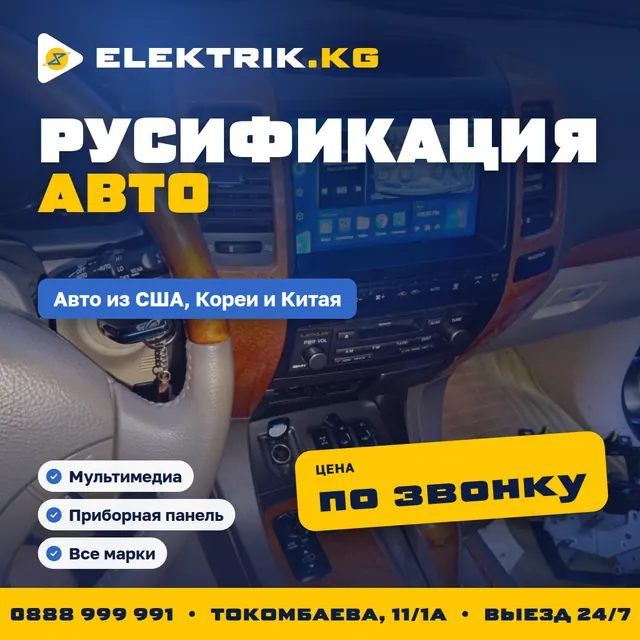 ELEKTRIK.KG
РУСИФИКАЦИЯ
АВТО
Авто из США, Кореи и Китая
ЦЕНА
ПО ЗВОНКУ
Мультимедиа
Приборная панель
Все марки
0888 999 991 • ТОКОМБАЕВА, 11/1А • ВЫЕЗД 24/7